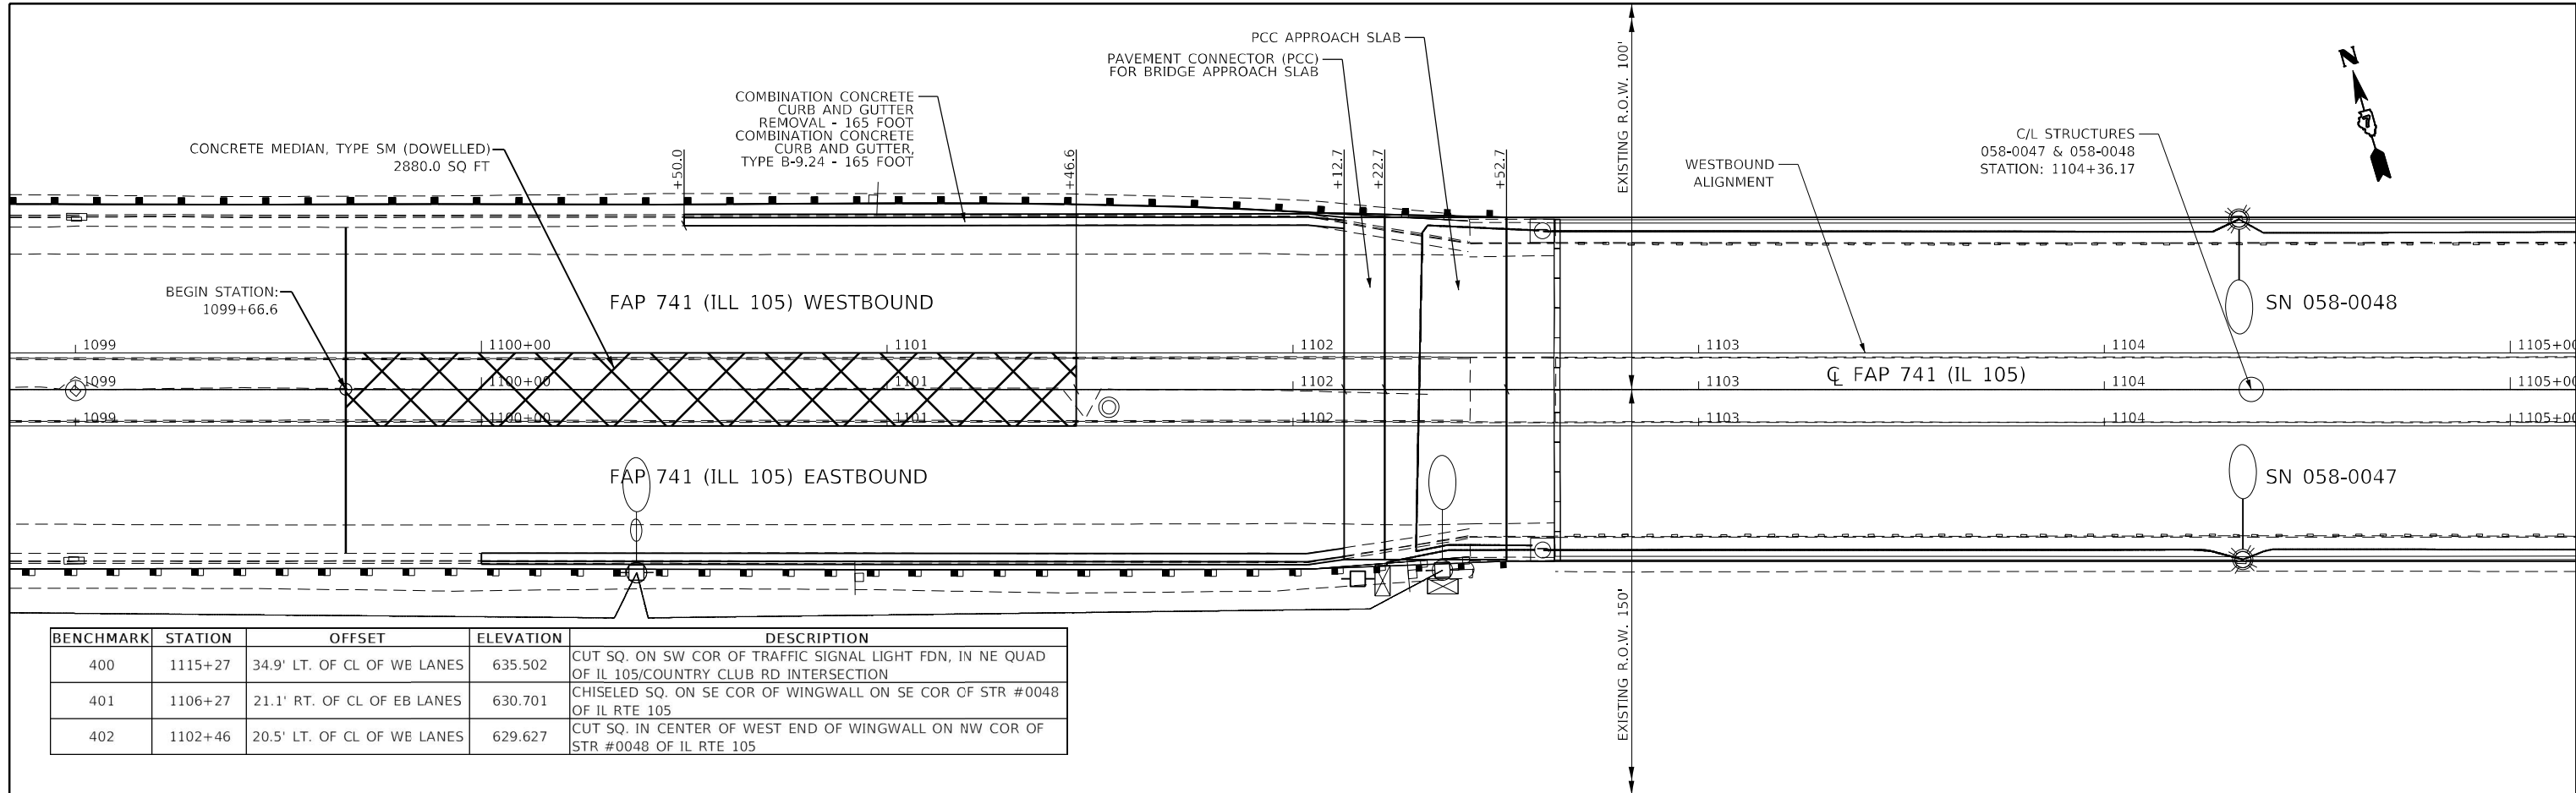 PCC APPROACH SLAB
PAVEMENT CONNECTOR (PCC)
FOR BRIDGE APPROACH SLAB
EXISTING R.O.W. 100'
N
COMBINATION CONCRETE
CURB AND GUTTER
REMOVAL - 165 FOOT
COMBINATION CONCRETE
CURB AND GUTTER,
TYPE B-9.24 - 165 FOOT
CONCRETE MEDIAN, TYPE SM (DOWELLED)
2880.0 SQ FT
+50.0
+46.6
+12.7
+22.7
+52.7
WESTBOUND
ALIGNMENT
C/L STRUCTURES
058-0047 & 058-0048
STATION: 1104+36.17
BEGIN STATION:
1099+66.6
FAP 741 (ILL 105) WESTBOUND
SN 058-0048
1099 1100+00 1101 1102 1103 1104 1105+00
℄ FAP 741 (IL 105)
1099 1100+00 1101 1102 1103 1104 1105+00
1099 1100+00 1101 1102 1103 1104 1105+00
FAP 741 (ILL 105) EASTBOUND
SN 058-0047
EXISTING R.O.W. 150'
BENCHMARK STATION OFFSET ELEVATION DESCRIPTION
400 1115+27 34.9' LT. OF CL OF WB LANES 635.502 CUT SQ. ON SW COR OF TRAFFIC SIGNAL LIGHT FDN, IN NE QUAD
OF IL 105/COUNTRY CLUB RD INTERSECTION
401 1106+27 21.1' RT. OF CL OF EB LANES 630.701 CHISELED SQ. ON SE COR OF WINGWALL ON SE COR OF STR #0048
OF IL RTE 105
402 1102+46 20.5' LT. OF CL OF WB LANES 629.627 CUT SQ. IN CENTER OF WEST END OF WINGWALL ON NW COR OF
STR #0048 OF IL RTE 105